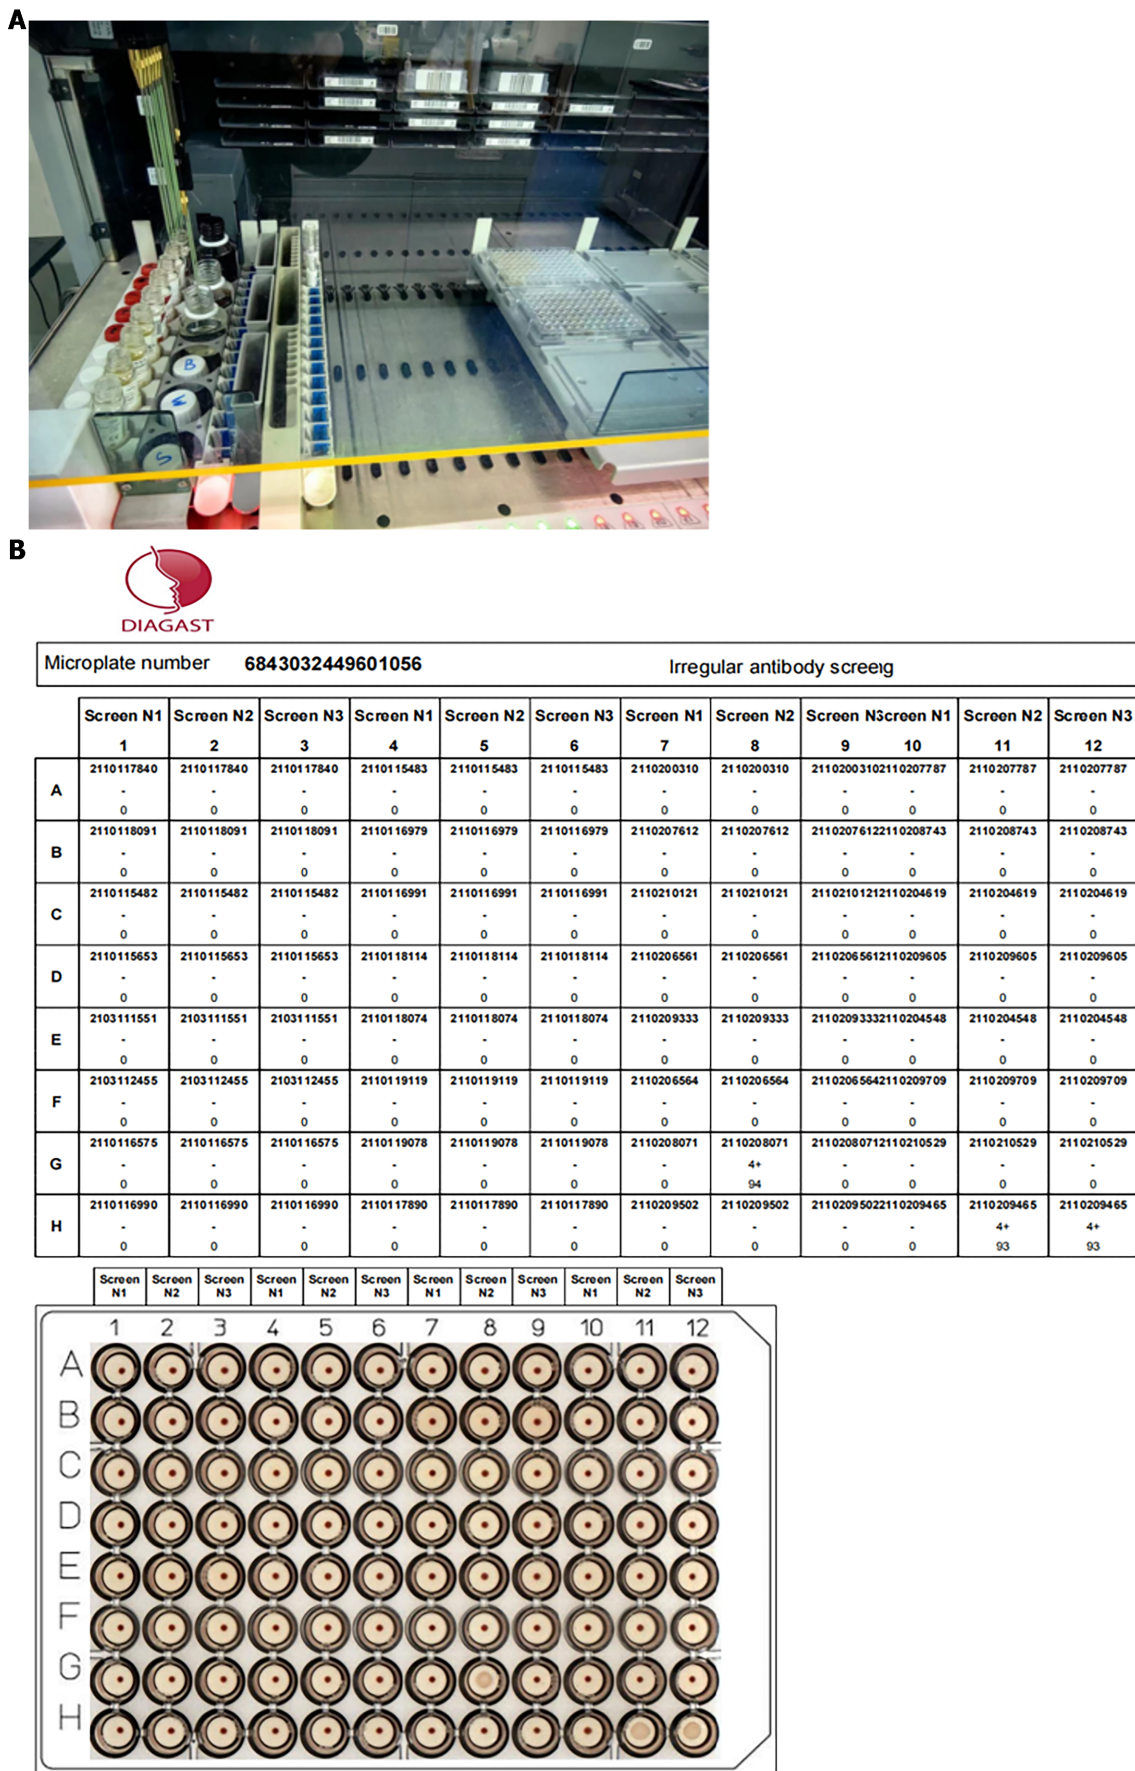 A
B
W
S
B
DIAGAST
Microplate number 6843032449601056 Irregular antibody screeıg
Screen N1 Screen N2 Screen N3 Screen N1 Screen N2 Screen N3 Screen N1 Screen N2 Screen N3creen N1 Screen N2 Screen N3
1 2 3 4 5 6 7 8 9 10 11 12
2110117840 2110117840 2110117840 2110115483 2110115483 2110115483 2110200310 2110200310 21102003102110207787 2110207787 2110207787
A - - - - - - - - - - - -
0 0 0 0 0 0 0 0 0 0 0 0
2110118091 2110118091 2110118091 2110116979 2110116979 2110116979 2110207612 2110207612 21102076122110208743 2110208743 2110208743
B - - - - - - - - - - - -
0 0 0 0 0 0 0 0 0 0 0 0
2110115482 2110115482 2110115482 2110116991 2110116991 2110116991 2110210121 2110210121 21102101212110204619 2110204619 2110204619
C - - - - - - - - - - - -
0 0 0 0 0 0 0 0 0 0 0 0
2110115653 2110115653 2110115653 2110118114 2110118114 2110118114 2110206561 2110206561 21102065612110209605 2110209605 2110209605
D - - - - - - - - - - - -
0 0 0 0 0 0 0 0 0 0 0 0
2103111551 2103111551 2103111551 2110118074 2110118074 2110118074 2110209333 2110209333 21102093332110204548 2110204548 2110204548
E - - - - - - - - - - - -
0 0 0 0 0 0 0 0 0 0 0 0
2103112455 2103112455 2103112455 2110119119 2110119119 2110119119 2110206564 2110206564 21102065642110209709 2110209709 2110209709
F - - - - - - - - - - - -
0 0 0 0 0 0 0 0 0 0 0 0
2110116575 2110116575 2110116575 2110119078 2110119078 2110119078 2110208071 2110208071 21102080712110210529 2110210529 2110210529
G - - - - - - - 4+ - - - -
0 0 0 0 0 0 0 94 0 0 0 0
2110116990 2110116990 2110116990 2110117890 2110117890 2110117890 2110209502 2110209502 21102095022110209465 2110209465 2110209465
H - - - - - - - - - - 4+ 4+
0 0 0 0 0 0 0 0 0 0 93 93
Screen Screen Screen Screen Screen Screen Screen Screen Screen Screen Screen Screen
N1 N2 N3 N1 N2 N3 N1 N2 N3 N1 N2 N3
1 2 3 4 5 6 7 8 9 10 11 12
A
B
C
D
E
F
G
H